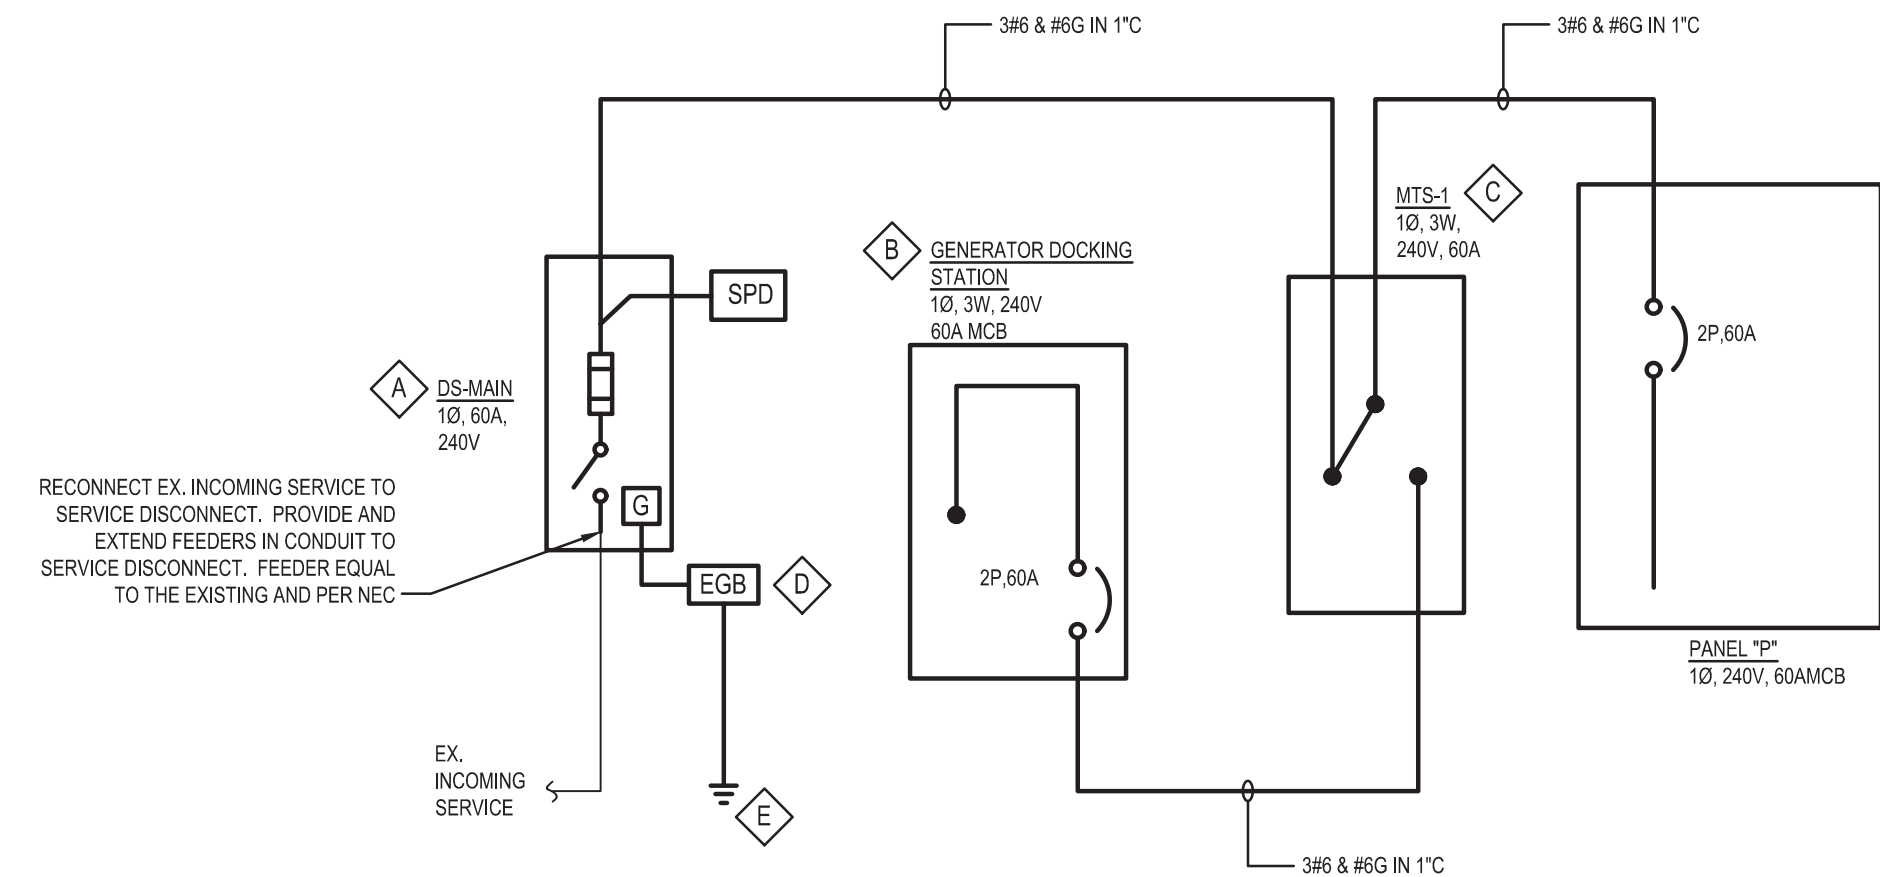 3#6 & #6G IN 1"C
3#6 & #6G IN 1"C
MTS-1
1Ø, 3W,
240V, 60A
C
B
GENERATOR DOCKING
STATION
1Ø, 3W, 240V
60A MCB
SPD
2P,60A
A
DS-MAIN
1Ø, 60A,
240V
RECONNECT EX. INCOMING SERVICE TO
SERVICE DISCONNECT. PROVIDE AND
EXTEND FEEDERS IN CONDUIT TO
SERVICE DISCONNECT. FEEDER EQUAL
TO THE EXISTING AND PER NEC
G
EGB
D
2P,60A
PANEL "P"
1Ø, 240V, 60AMCB
EX.
INCOMING
SERVICE
E
3#6 & #6G IN 1"C